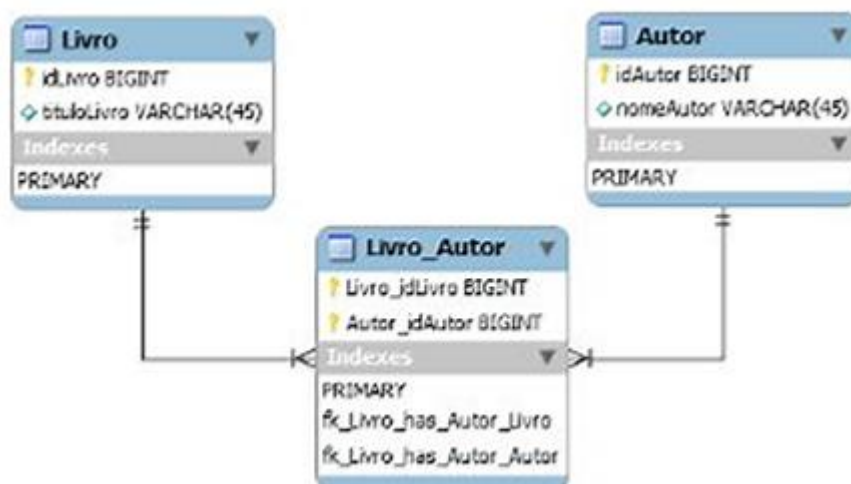 Livro
idLivro BIGINT
tituloLivro VARCHAR(45)
Indexes
PRIMARY
Autor
idAutor BIGINT
nomeAutor VARCHAR(45)
Indexes
PRIMARY
Livro_Autor
Livro_idLivro BIGINT
Autor_idAutor BIGINT
Indexes
PRIMARY
fk_Livro_has_Autor_Livro
fk_Livro_has_Autor_Autor